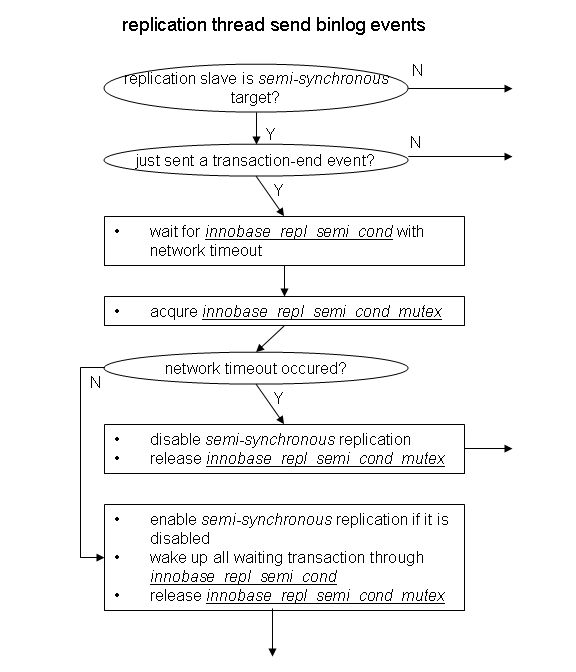 replication thread send binlog events
replication slave is semi-synchronous
target?
N
Y
just sent a transaction-end event?
N
Y
• wait for innobase_repl_semi_cond with
network timeout
• acqure innobase_repl_semi_cond_mutex
network timeout occured?
N
Y
• disable semi-synchronous replication
• release innobase_repl_semi_cond_mutex
• enable semi-synchronous replication if it is
disabled
• wake up all waiting transaction through
innobase_repl_semi_cond
• release innobase_repl_semi_cond_mutex